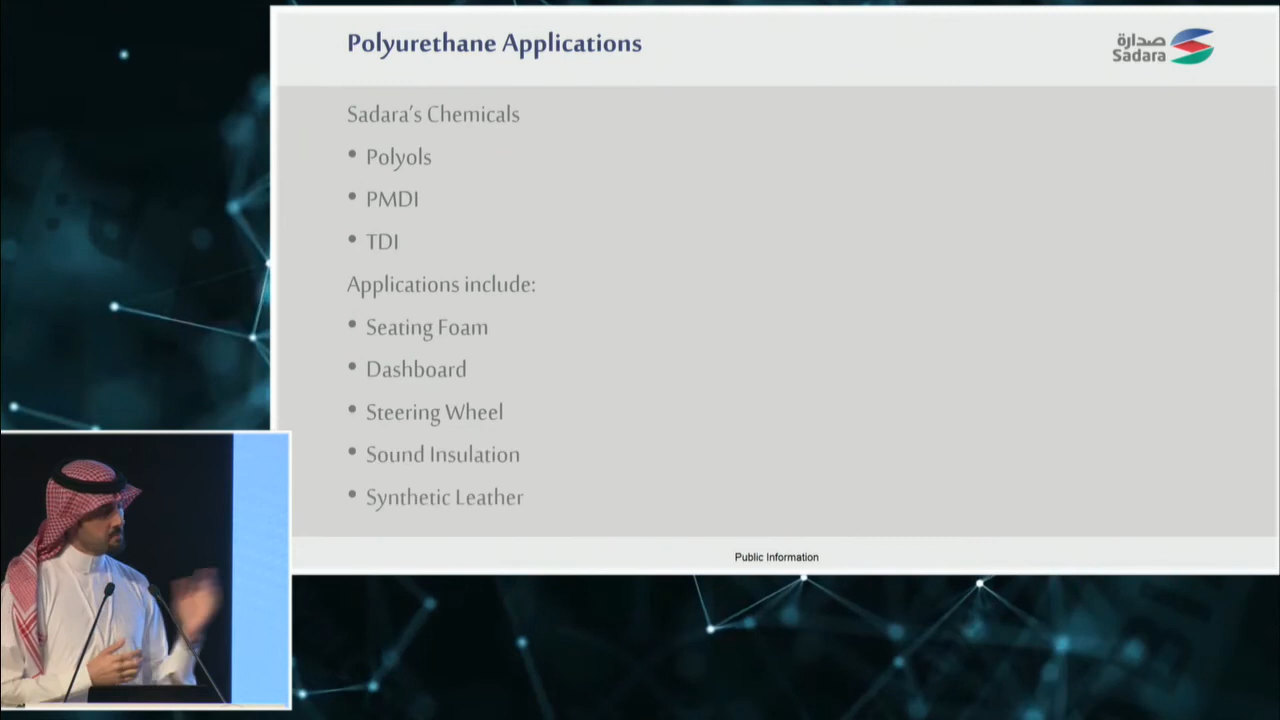 Polyurethane Applications
صدارة
Sadara
Sadara's Chemicals
• Polyols
• PMDI
• TDI
Applications include:
• Seating Foam
• Dashboard
• Steering Wheel
• Sound Insulation
• Synthetic Leather
Public Information